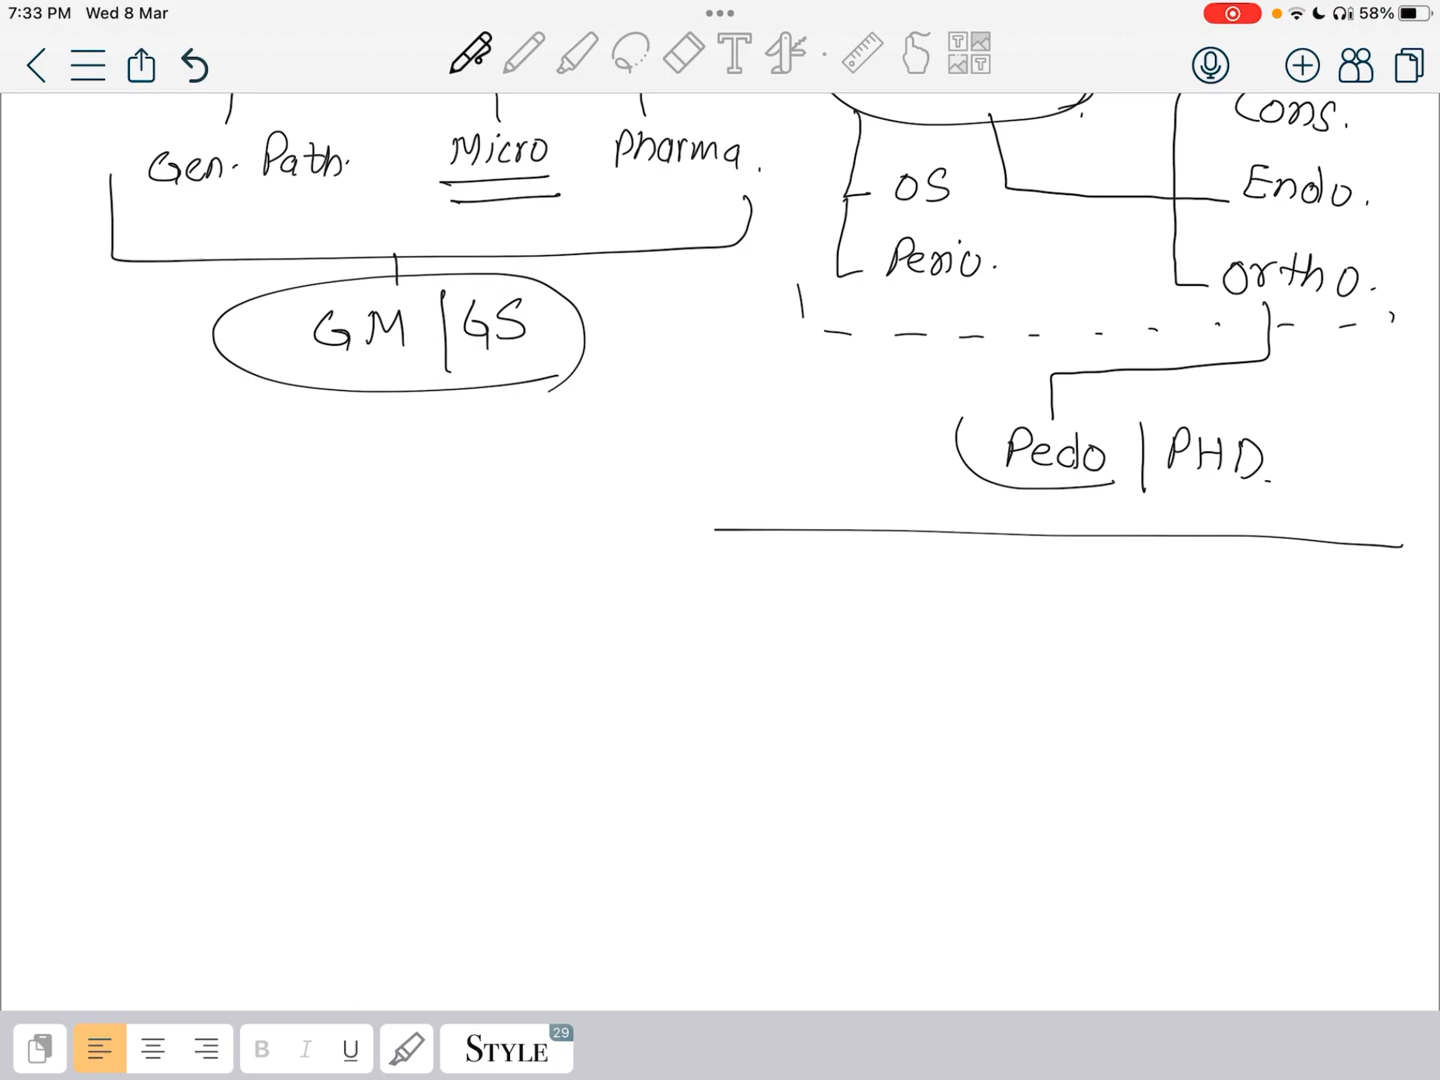 7:33 PM Wed 8 Mar
58%
T
T
T
Cons.
Gen. Path.
Micro
Pharma.
OS
Endo.
Perio.
Ortho.
GM | GS
Pedo | PHD.
B I U
STYLE
29